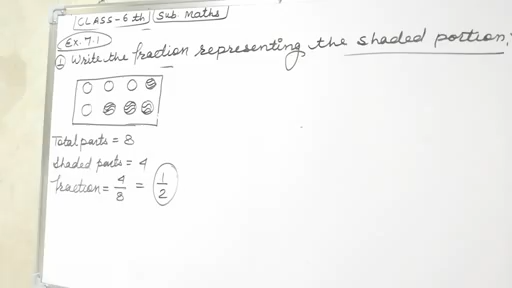 CLASS-6th Sub Maths
Ex. 7.1
① Write the fraction representing the shaded portion.
Total parts = 8
Shaded parts = 4
fraction = 4/8 = 1/2